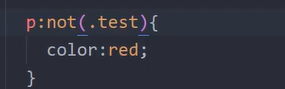 p:not(.test){
  color:red;
}